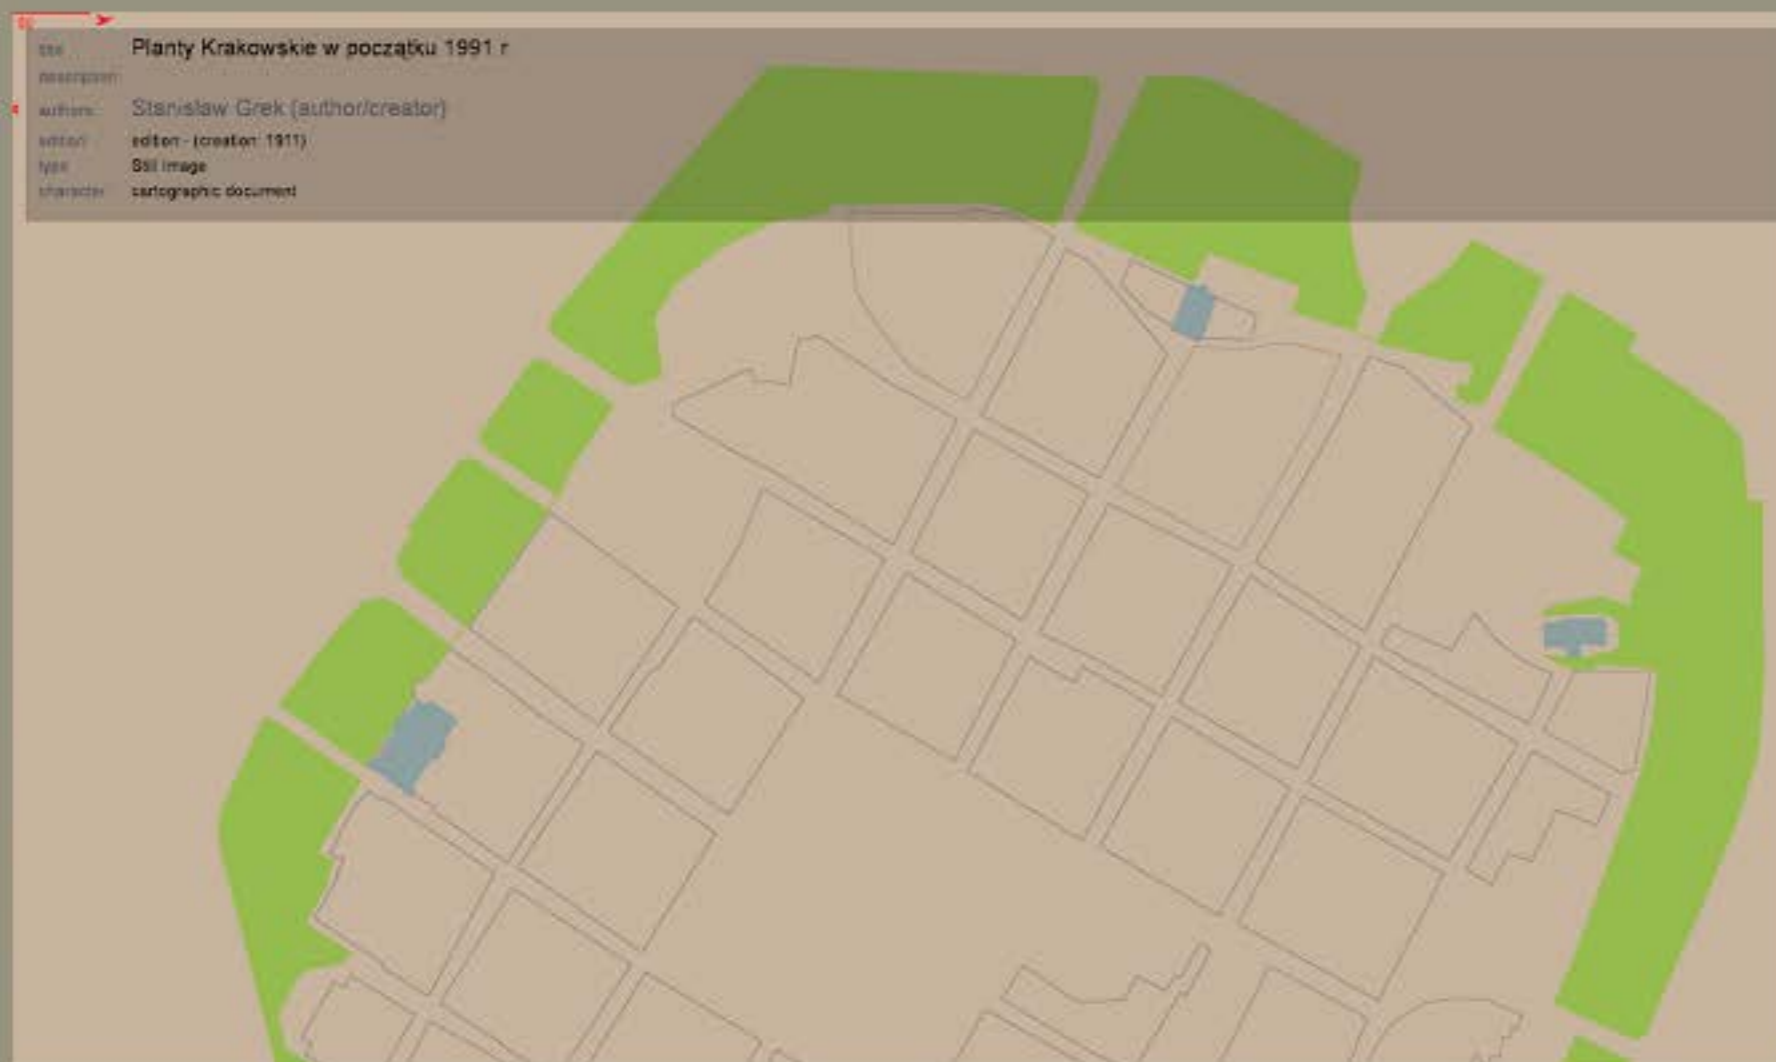 title Planty Krakowskie w początku 1991 r
description
authors Stanislaw Grek (author/creator)
edition edition - (creation: 1911)
type Still image
character cartographic document